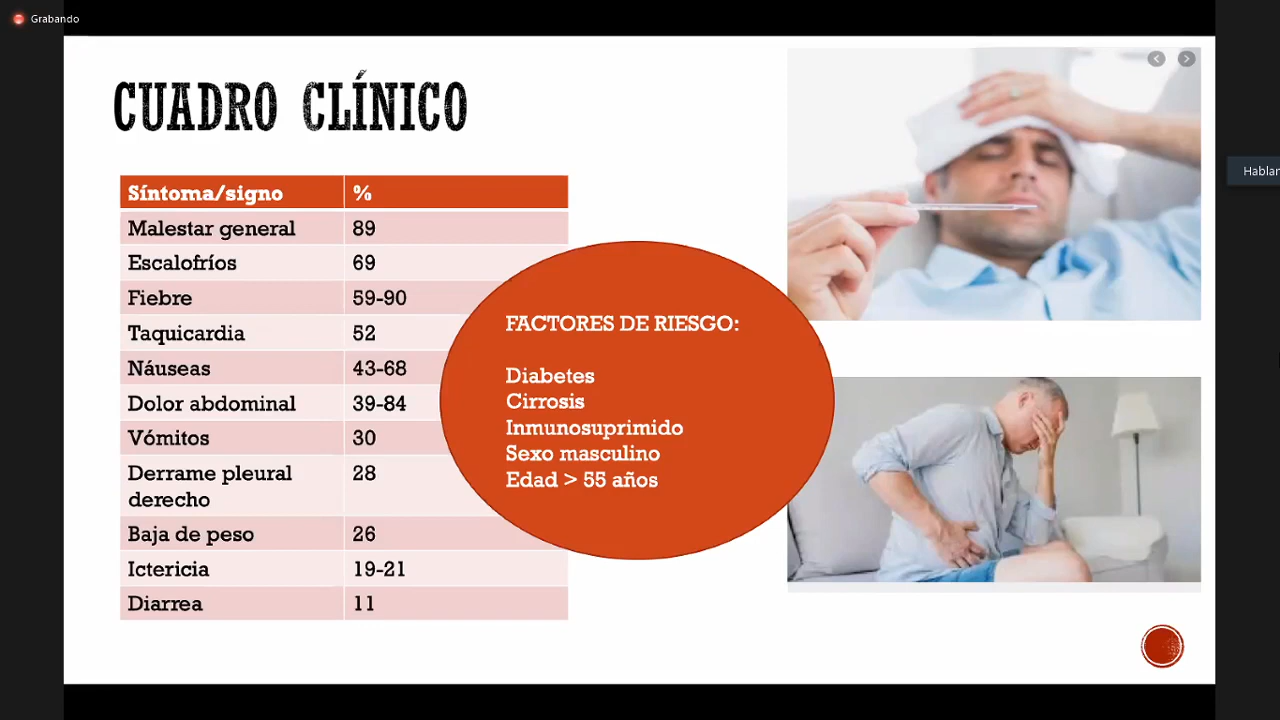 Grabando
CUADRO CLÍNICO
Síntoma/signo %
Malestar general 89
Escalofríos 69
Fiebre 59-90
Taquicardia 52
Náuseas 43-68
Dolor abdominal 39-84
Vómitos 30
Derrame pleural 28
derecho
Baja de peso 26
Ictericia 19-21
Diarrea 11
FACTORES DE RIESGO:
Diabetes
Cirrosis
Inmunosuprimido
Sexo masculino
Edad > 55 años